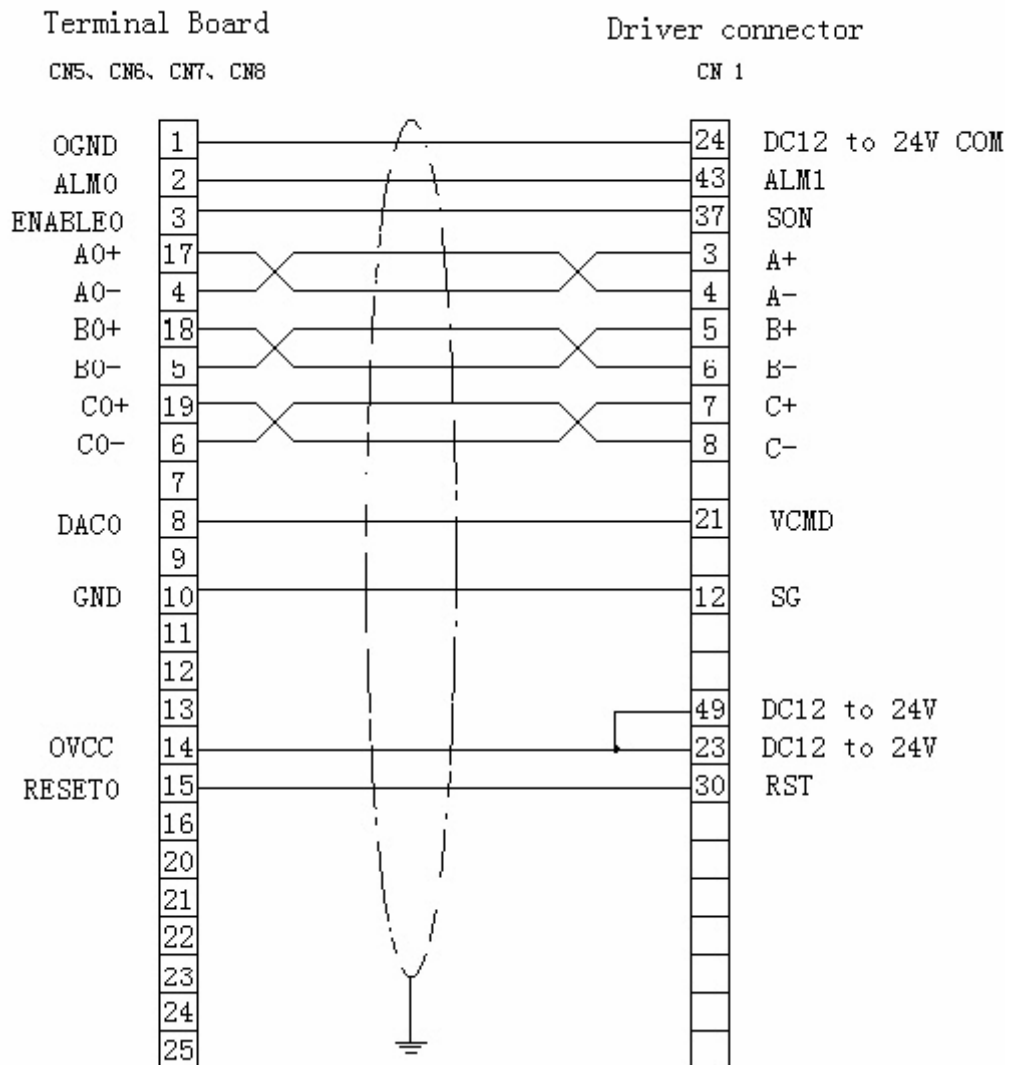 Terminal Board Driver connector
CN5、CN6、CN7、CN8 CN 1
OGND 1 24 DC12 to 24V COM
ALM0 2 43 ALM1
ENABLE0 3 37 SON
A0+ 17 3 A+
A0- 4 4 A-
B0+ 18 5 B+
B0- 5 6 B-
C0+ 19 7 C+
C0- 6 8 C-
7
DAC0 8 21 VCMD
9
GND 10 12 SG
11
12
13 49 DC12 to 24V
OVCC 14 23 DC12 to 24V
RESET0 15 30 RST
16
20
21
22
23
24
25